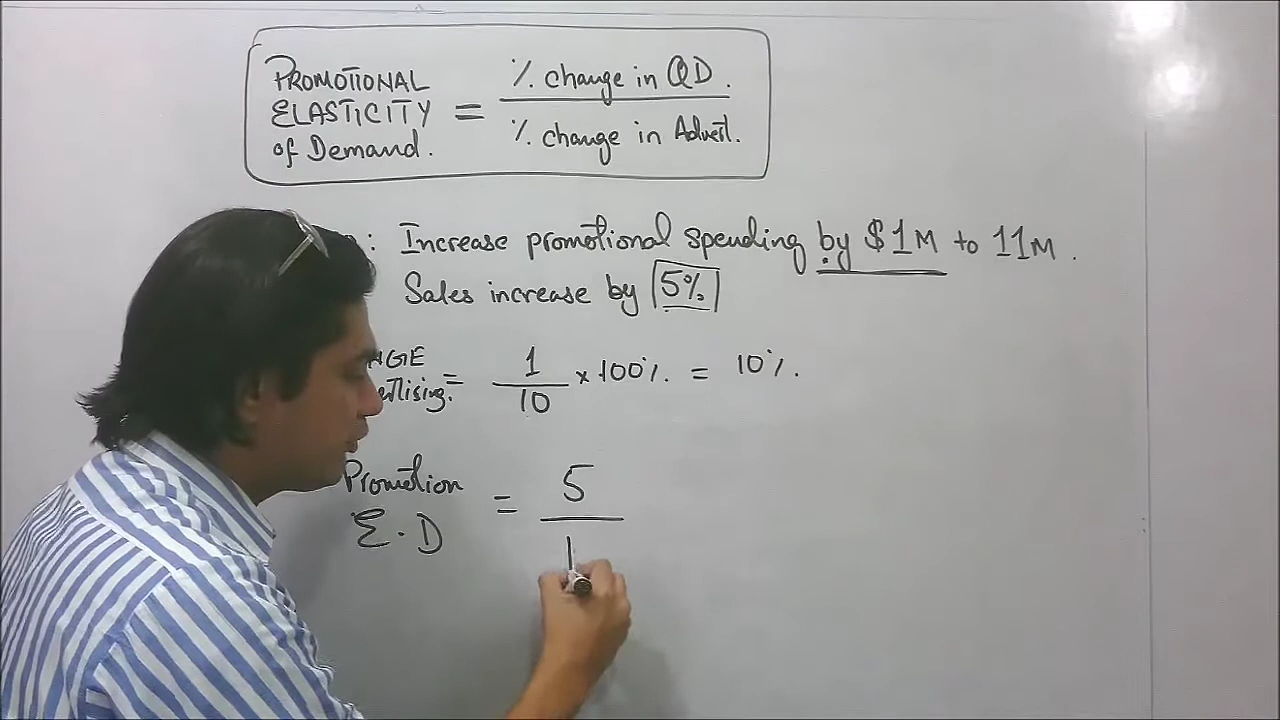 PROMOTIONAL
ELASTICITY
of Demand.
=
% change in QD.
% change in Advert.
: Increase promotional spending by $1M to 11M.
Sales increase by 5%.
NGE
ertising. = 1/10 × 100% = 10%.
Promotion
E.D
= 5
1